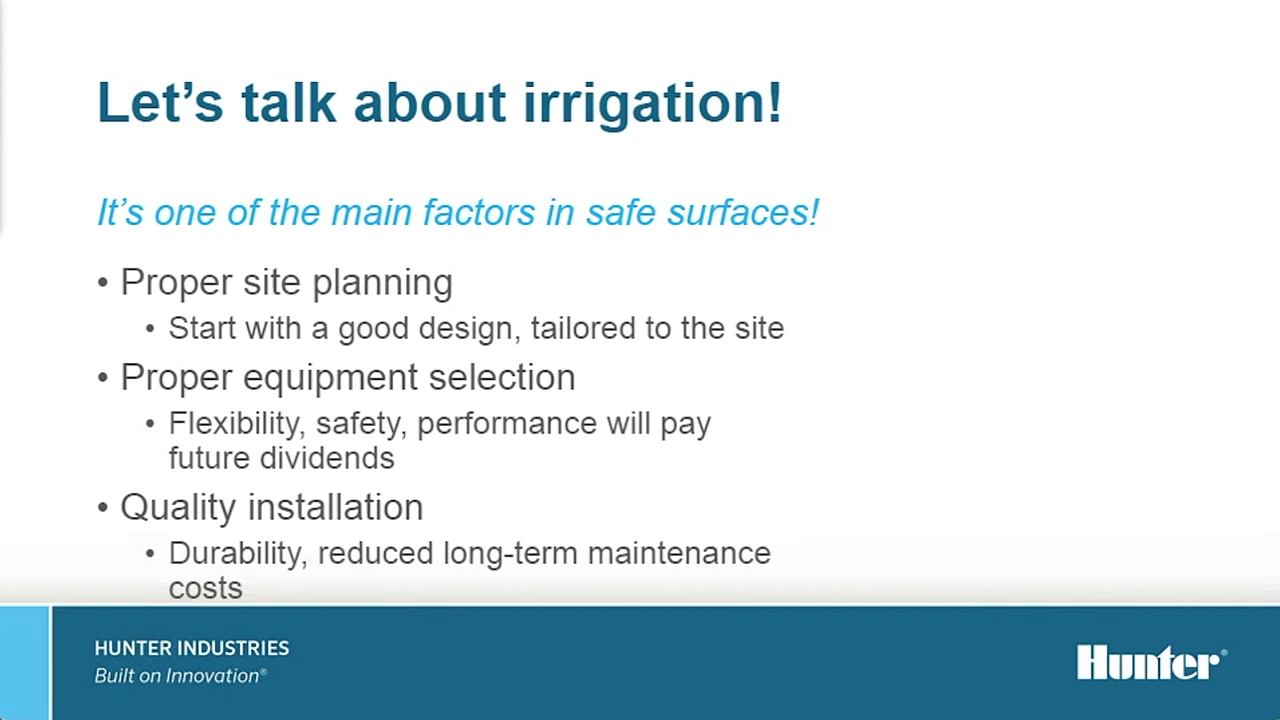 Let’s talk about irrigation!
It’s one of the main factors in safe surfaces!
• Proper site planning
• Start with a good design, tailored to the site
• Proper equipment selection
• Flexibility, safety, performance will pay
future dividends
• Quality installation
• Durability, reduced long-term maintenance
costs
HUNTER INDUSTRIES
Built on Innovation®
Hunter®